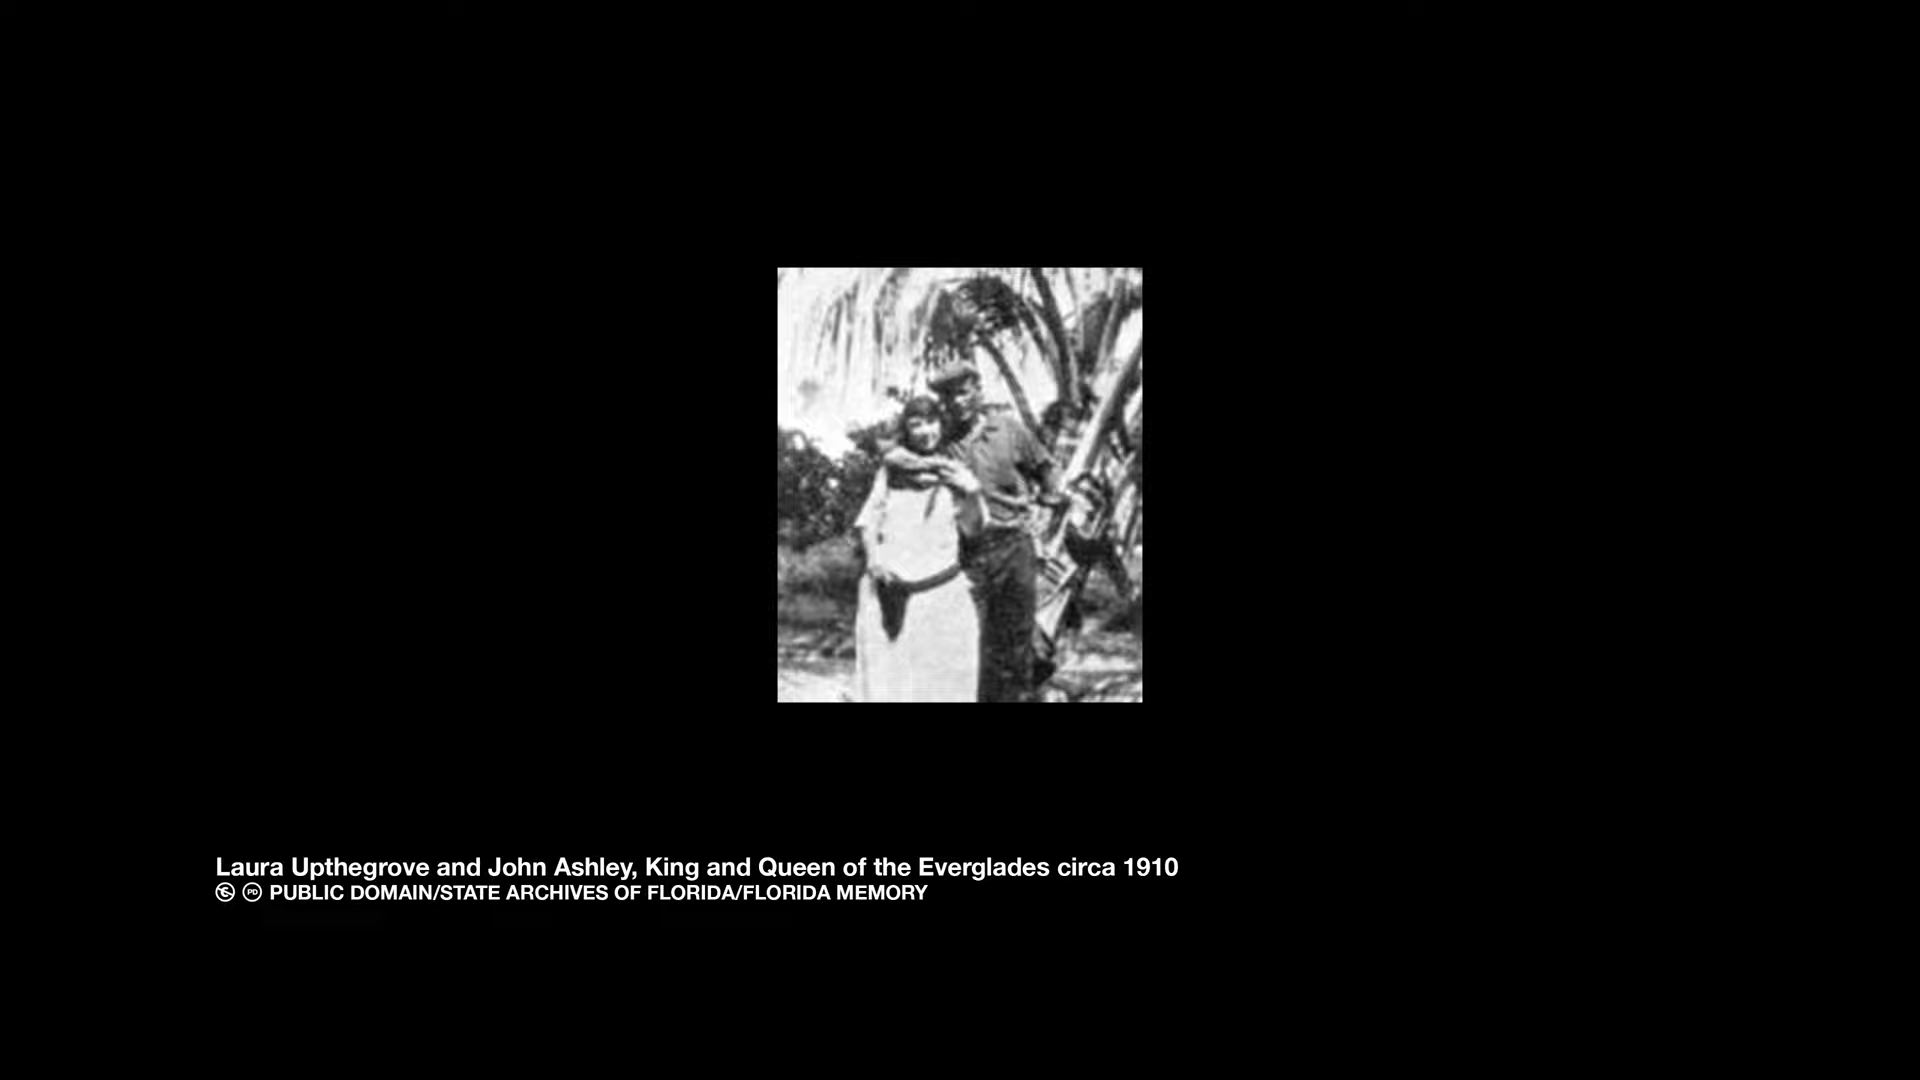 Laura Upthegrove and John Ashley, King and Queen of the Everglades circa 1910
PUBLIC DOMAIN/STATE ARCHIVES OF FLORIDA/FLORIDA MEMORY